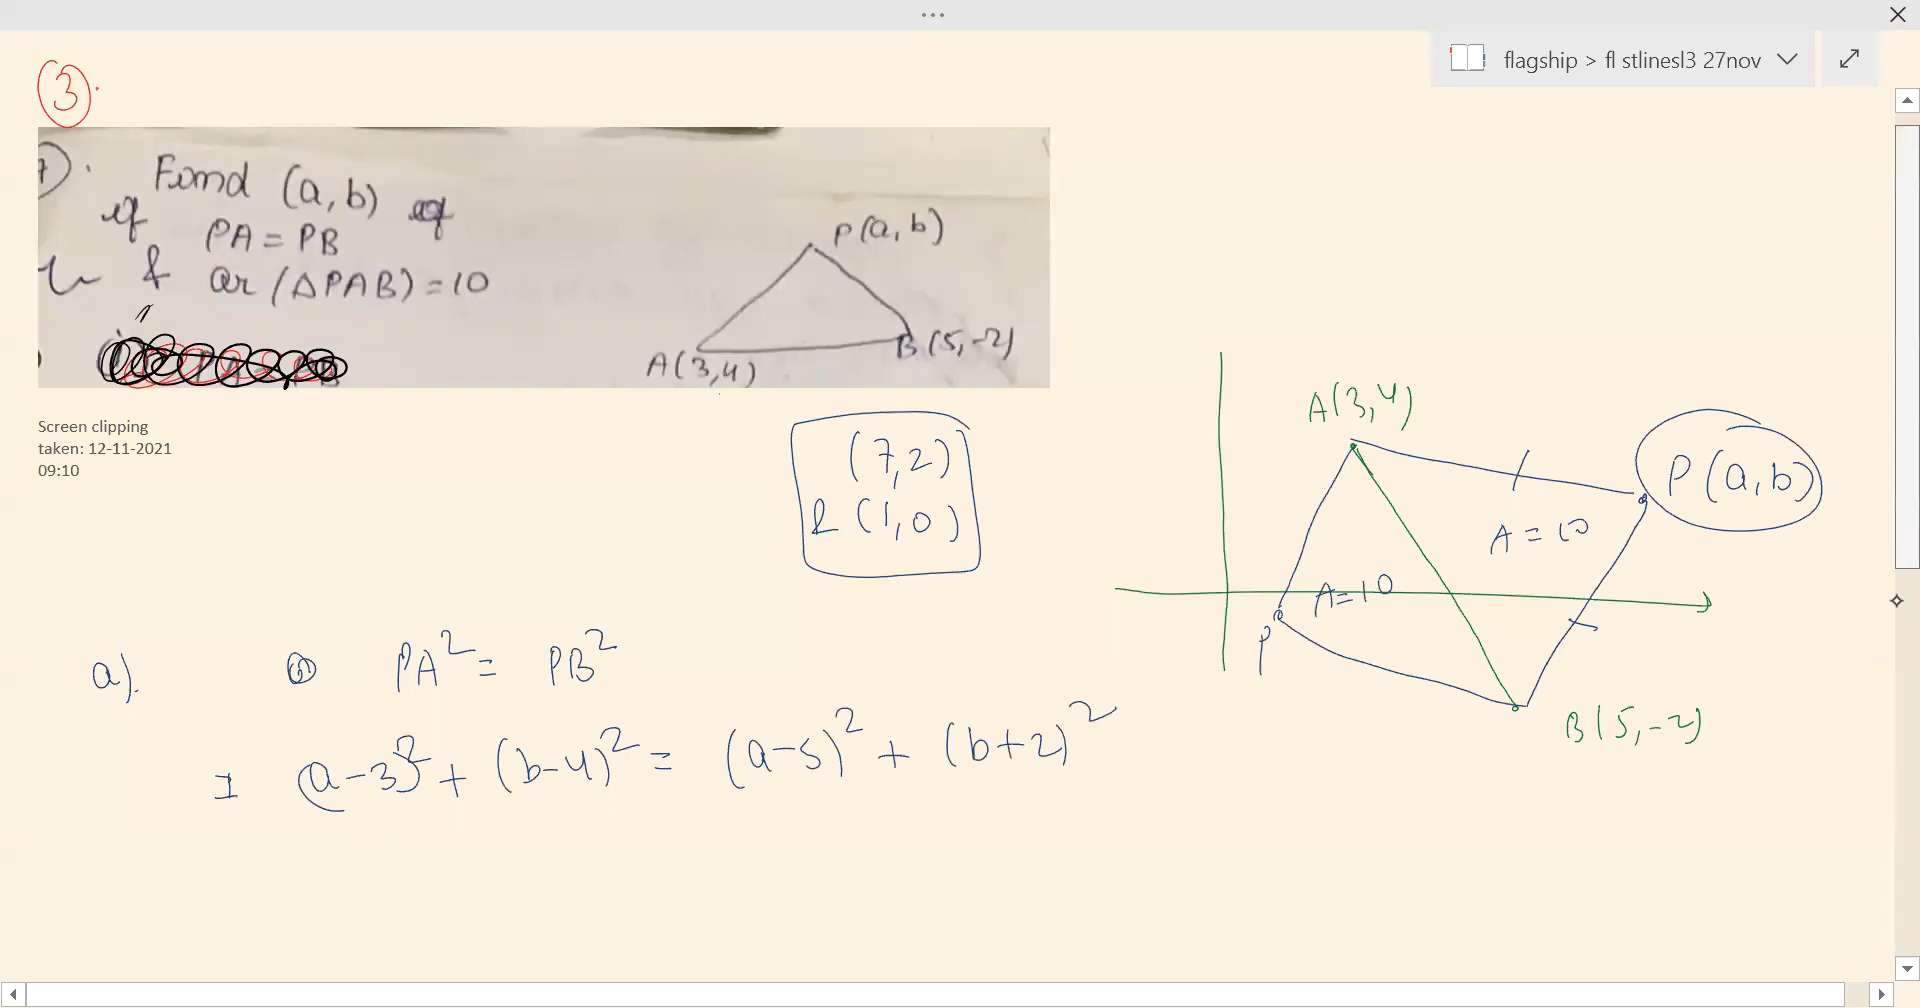 flagship > fl stlinesl3 27nov
3
7). Find (a, b)
if PA = PB
& ar (ΔPAB) = 10
P(a, b)
A(3,4)
B(5,-2)
Screen clipping
taken: 12-11-2021
09:10
(7,2)
& (1,0)
A(3,4)
P(a,b)
A = 10
A=10
P
B(5,-2)
a). PA² = PB²
(a-3)² + (b-4)² = (a-5)² + (b+2)²